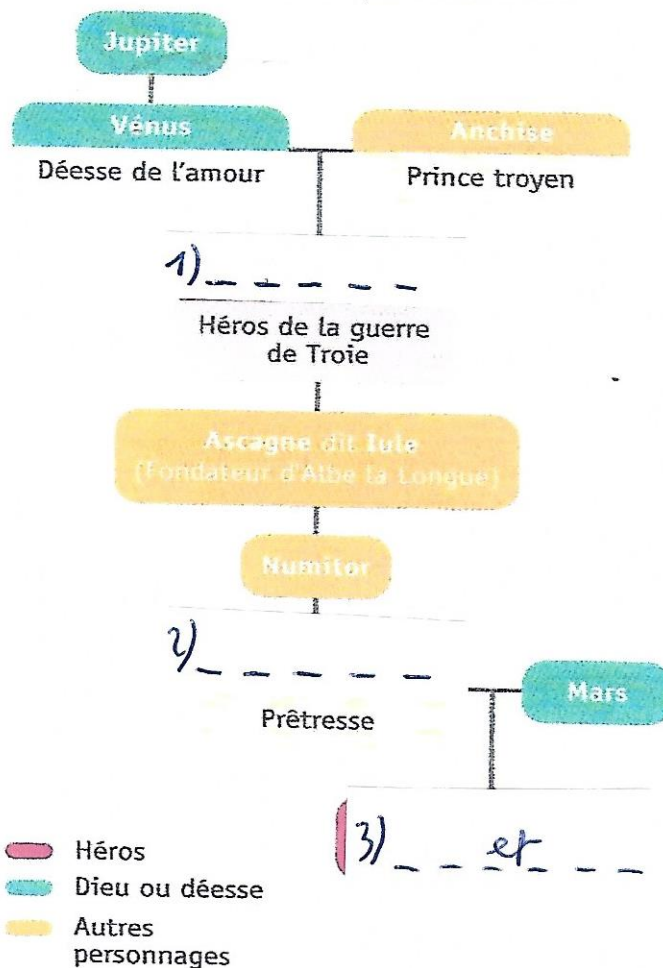 Jupiter
Vénus
Anchise
Déesse de l'amour
Prince troyen
1) _ _ _ _ _
Héros de la guerre
de Troie
Ascagne dit Iule
(Fondateur d'Albe la Longue)
Numitor
2) _ _ _ _ _ _
Mars
Prêtresse
3) _ _ et _ _ _
Héros
Dieu ou déesse
Autres
personnages